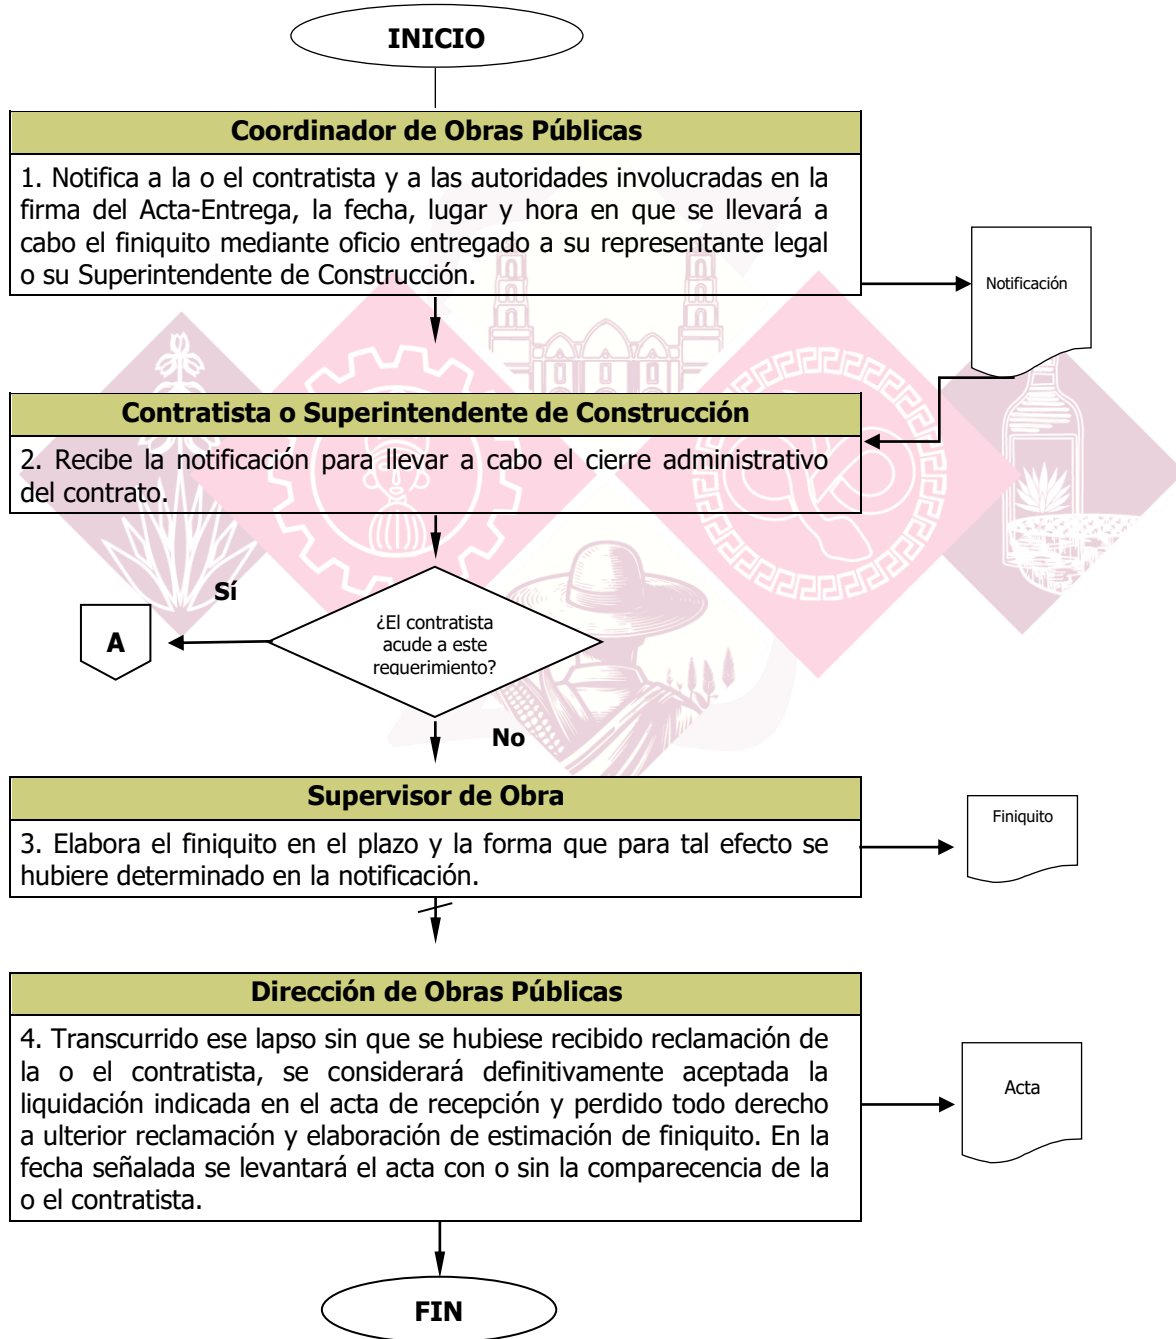 INICIO
Coordinador de Obras Públicas
1. Notifica a la o el contratista y a las autoridades involucradas en la
firma del Acta-Entrega, la fecha, lugar y hora en que se llevará a
cabo el finiquito mediante oficio entregado a su representante legal
o su Superintendente de Construcción.
Notificación
Contratista o Superintendente de Construcción
2. Recibe la notificación para llevar a cabo el cierre administrativo
del contrato.
Sí
A
¿El contratista
acude a este
requerimiento?
No
Supervisor de Obra
3. Elabora el finiquito en el plazo y la forma que para tal efecto se
hubiere determinado en la notificación.
Finiquito
Dirección de Obras Públicas
4. Transcurrido ese lapso sin que se hubiese recibido reclamación de
la o el contratista, se considerará definitivamente aceptada la
liquidación indicada en el acta de recepción y perdido todo derecho
a ulterior reclamación y elaboración de estimación de finiquito. En la
fecha señalada se levantará el acta con o sin la comparecencia de la
o el contratista.
Acta
FIN